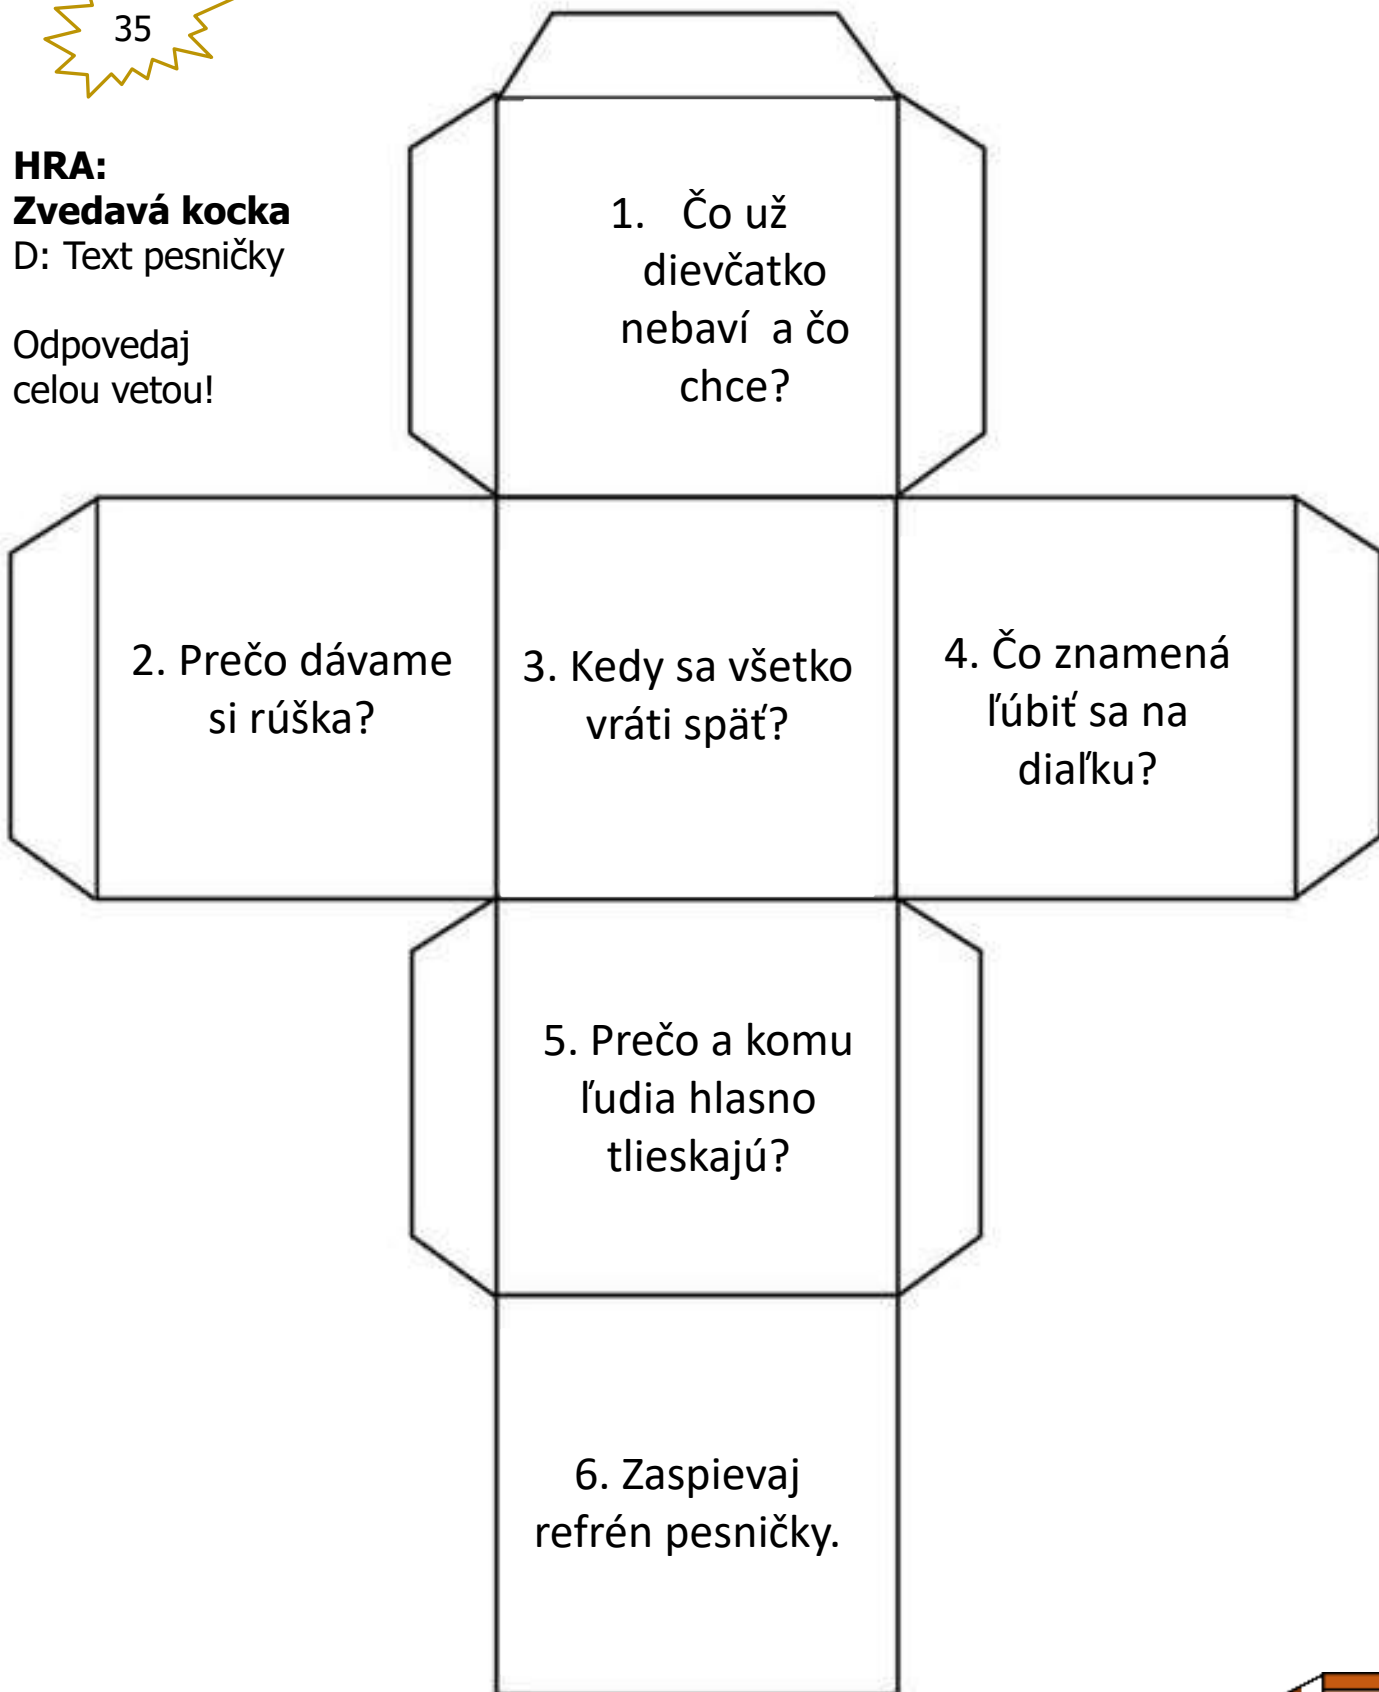 35
HRA:
Zvedavá kocka
D: Text pesničky
Odpovedaj
celou vetou!
1. Čo už
dievčatko
nebaví a čo
chce?
2. Prečo dávame
si rúška?
3. Kedy sa všetko
vráti späť?
4. Čo znamená
ľúbiť sa na
diaľku?
5. Prečo a komu
ľudia hlasno
tlieskajú?
6. Zaspievaj
refrén pesničky.